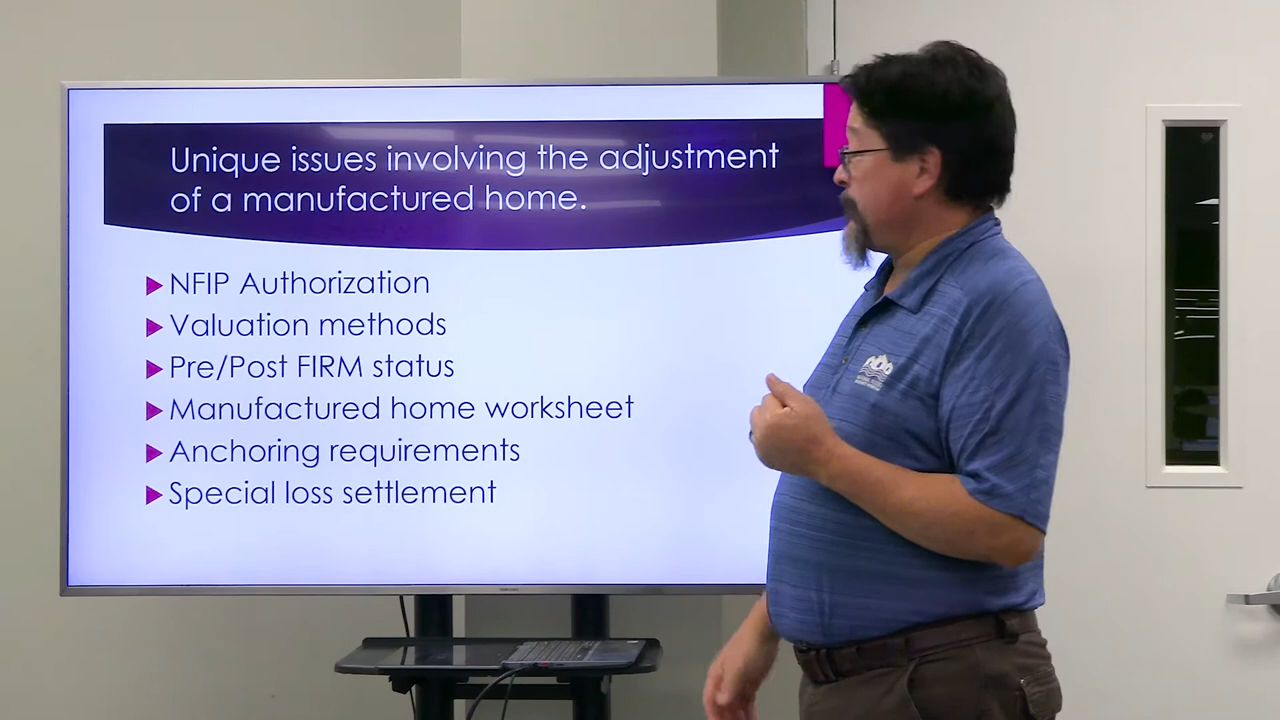 Unique issues involving the adjustment
of a manufactured home.
NFIP Authorization
Valuation methods
Pre/Post FIRM status
Manufactured home worksheet
Anchoring requirements
Special loss settlement